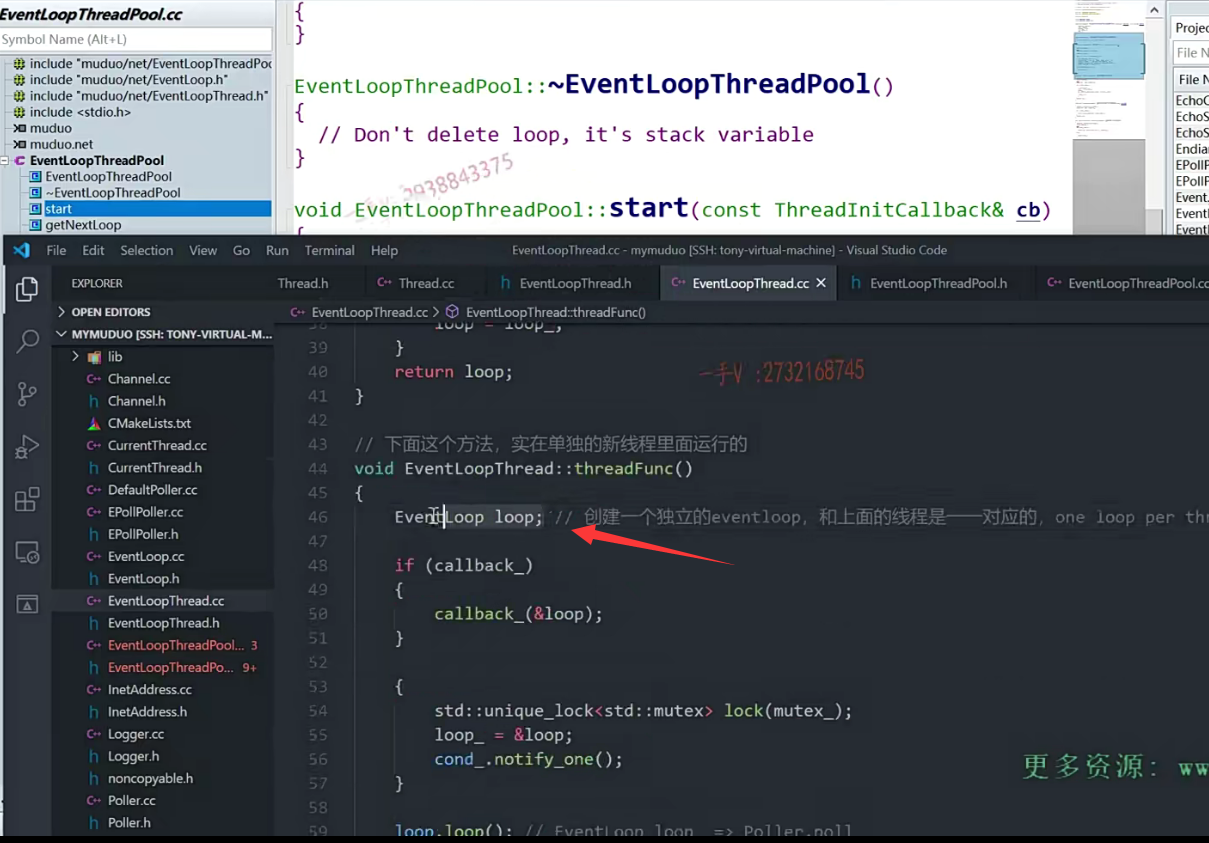 EventLoopThreadPool.cc
Symbol Name (Alt+L)
include "muduo/net/EventLoopThreadPoo
include "muduo/net/EventLoop.h"
include "muduo/net/EventLoopThread.h"
include <stdio.h>
muduo
muduo.net
EventLoopThreadPool
EventLoopThreadPool
~EventLoopThreadPool
start
getNextLoop
{
}
EventLoopThreadPool::~EventLoopThreadPool()
{
// Don't delete loop, it's stack variable
}
2938843375
void EventLoopThreadPool::start(const ThreadInitCallback& cb)
Projec
File N
File N
EchoC
EchoS
EchoS
Endian
EPollP
EPollP
EventL
EventL
EventL
File Edit Selection View Go Run Terminal Help
EventLoopThread.cc - mymuduo [SSH: tony-virtual-machine] - Visual Studio Code
EXPLORER
Thread.h
Thread.cc
EventLoopThread.h
EventLoopThread.cc
EventLoopThreadPool.h
EventLoopThreadPool.cc
OPEN EDITORS
MYMUDUO [SSH: TONY-VIRTUAL-M...
lib
Channel.cc
Channel.h
CMakeLists.txt
CurrentThread.cc
CurrentThread.h
DefaultPoller.cc
EPollPoller.cc
EPollPoller.h
EventLoop.cc
EventLoop.h
EventLoopThread.cc
EventLoopThread.h
EventLoopThreadPool... 3
EventLoopThreadPo... 9+
InetAddress.cc
InetAddress.h
Logger.cc
Logger.h
noncopyable.h
Poller.cc
Poller.h
EventLoopThread.cc > EventLoopThread::threadFunc()
38 loop = loop_;
39 }
40 return loop;
41 }
42
43 // 下面这个方法，实在单独的新线程里面运行的
44 void EventLoopThread::threadFunc()
45 {
46 EventLoop loop; // 创建一个独立的eventloop，和上面的线程是一一对应的，one loop per thr
47
48 if (callback_)
49 {
50 callback_(&loop);
51 }
52
53 {
54 std::unique_lock<std::mutex> lock(mutex_);
55 loop_ = &loop;
56 cond_.notify_one();
57 }
58
59 loop.loop(); // EventLoop loop => Poller.poll
一手V :2732168745
更多资源: ww